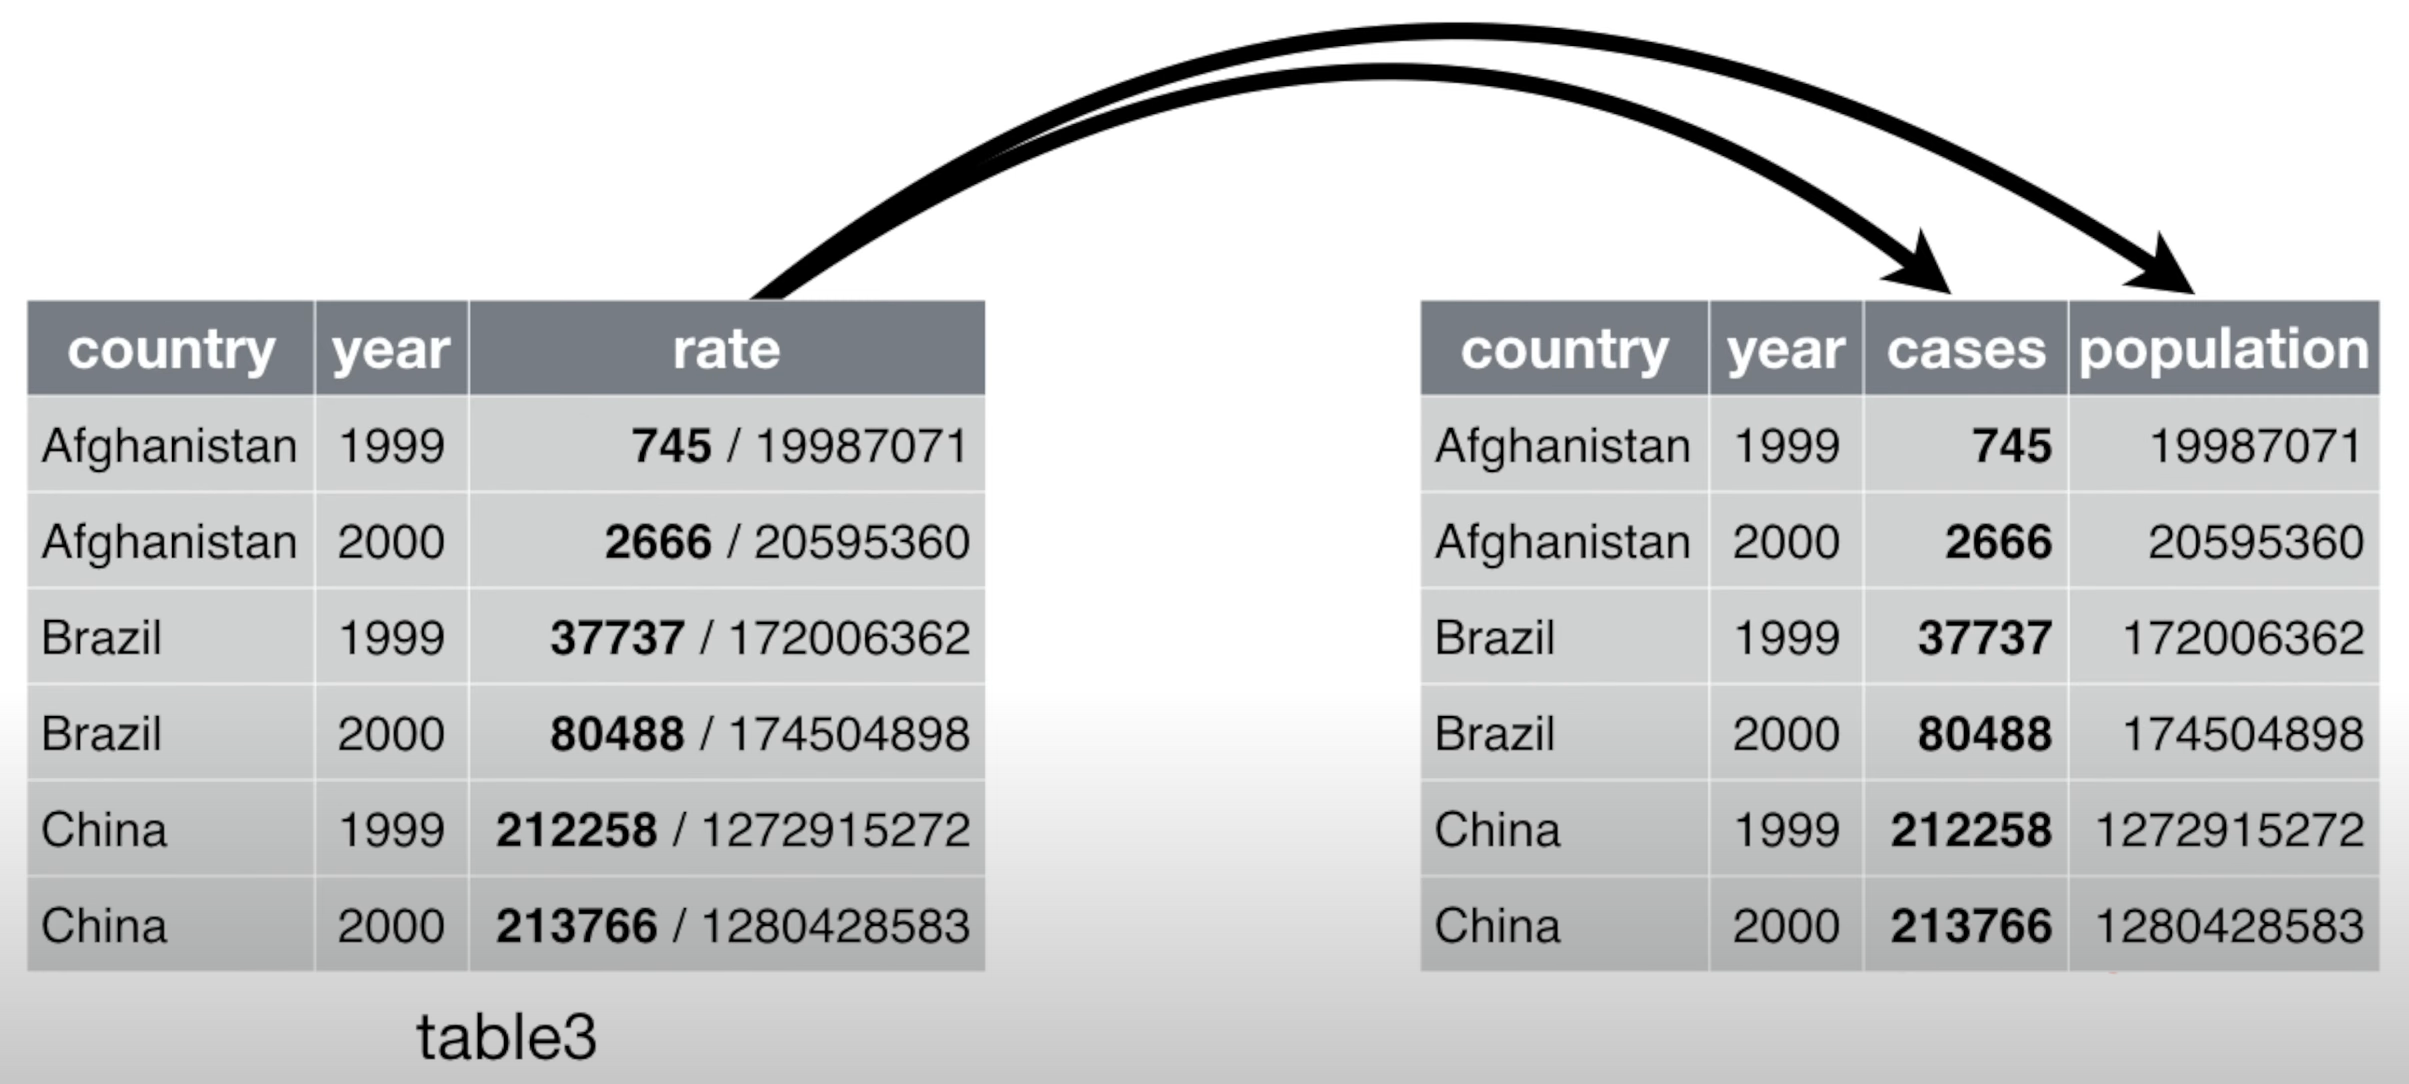 country year rate
Afghanistan 1999 745 / 19987071
Afghanistan 2000 2666 / 20595360
Brazil 1999 37737 / 172006362
Brazil 2000 80488 / 174504898
China 1999 212258 / 1272915272
China 2000 213766 / 1280428583
table3
country year cases population
Afghanistan 1999 745 19987071
Afghanistan 2000 2666 20595360
Brazil 1999 37737 172006362
Brazil 2000 80488 174504898
China 1999 212258 1272915272
China 2000 213766 1280428583